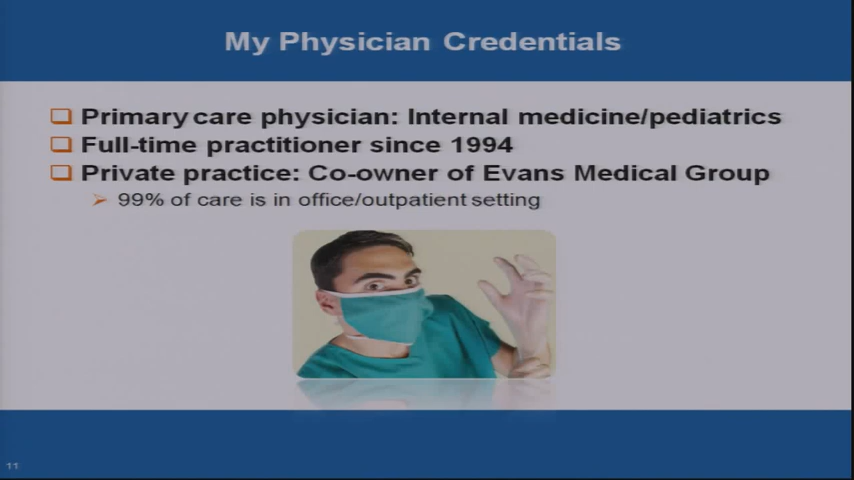 My Physician Credentials
Primary care physician: Internal medicine/pediatrics
Full-time practitioner since 1994
Private practice: Co-owner of Evans Medical Group
99% of care is in office/outpatient setting
11